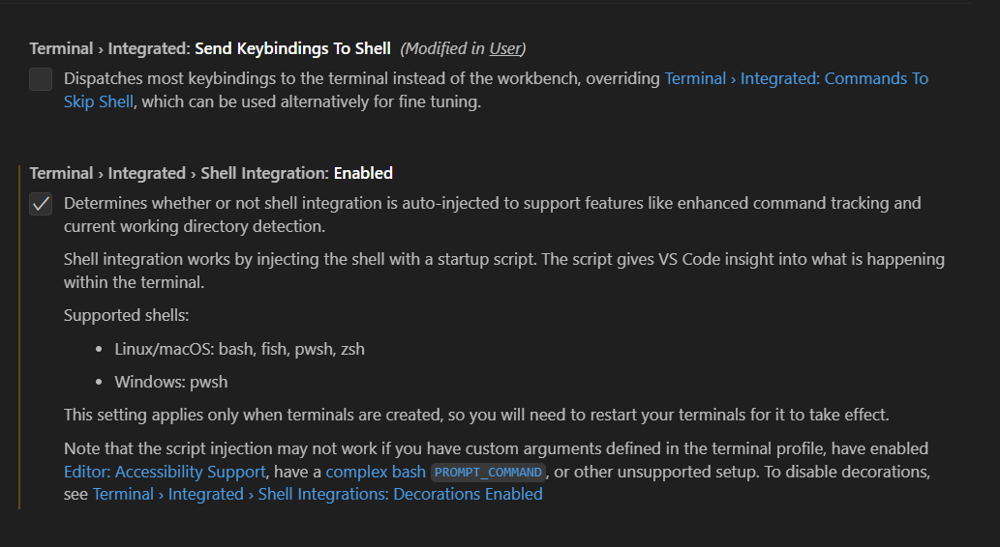 Terminal › Integrated: Send Keybindings To Shell (Modified in User)
Dispatches most keybindings to the terminal instead of the workbench, overriding Terminal › Integrated: Commands To
Skip Shell, which can be used alternatively for fine tuning.
Terminal › Integrated › Shell Integration: Enabled
Determines whether or not shell integration is auto-injected to support features like enhanced command tracking and
current working directory detection.
Shell integration works by injecting the shell with a startup script. The script gives VS Code insight into what is happening
within the terminal.
Supported shells:
• Linux/macOS: bash, fish, pwsh, zsh
• Windows: pwsh
This setting applies only when terminals are created, so you will need to restart your terminals for it to take effect.
Note that the script injection may not work if you have custom arguments defined in the terminal profile, have enabled
Editor: Accessibility Support, have a complex bash PROMPT_COMMAND, or other unsupported setup. To disable decorations,
see Terminal › Integrated › Shell Integrations: Decorations Enabled